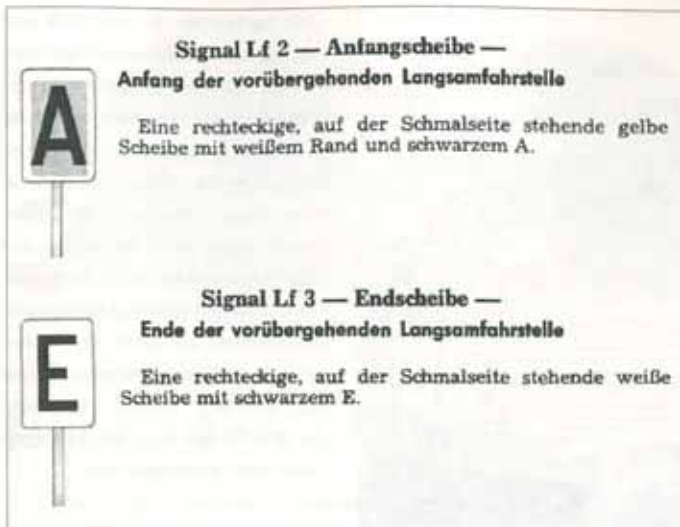 Signal Lf 2 — Anfangscheibe —
A
Anfang der vorübergehenden Langsamfahrstelle
Eine rechteckige, auf der Schmalseite stehende gelbe
Scheibe mit weißem Rand und schwarzem A.
Signal Lf 3 — Endscheibe —
E
Ende der vorübergehenden Langsamfahrstelle
Eine rechteckige, auf der Schmalseite stehende weiße
Scheibe mit schwarzem E.